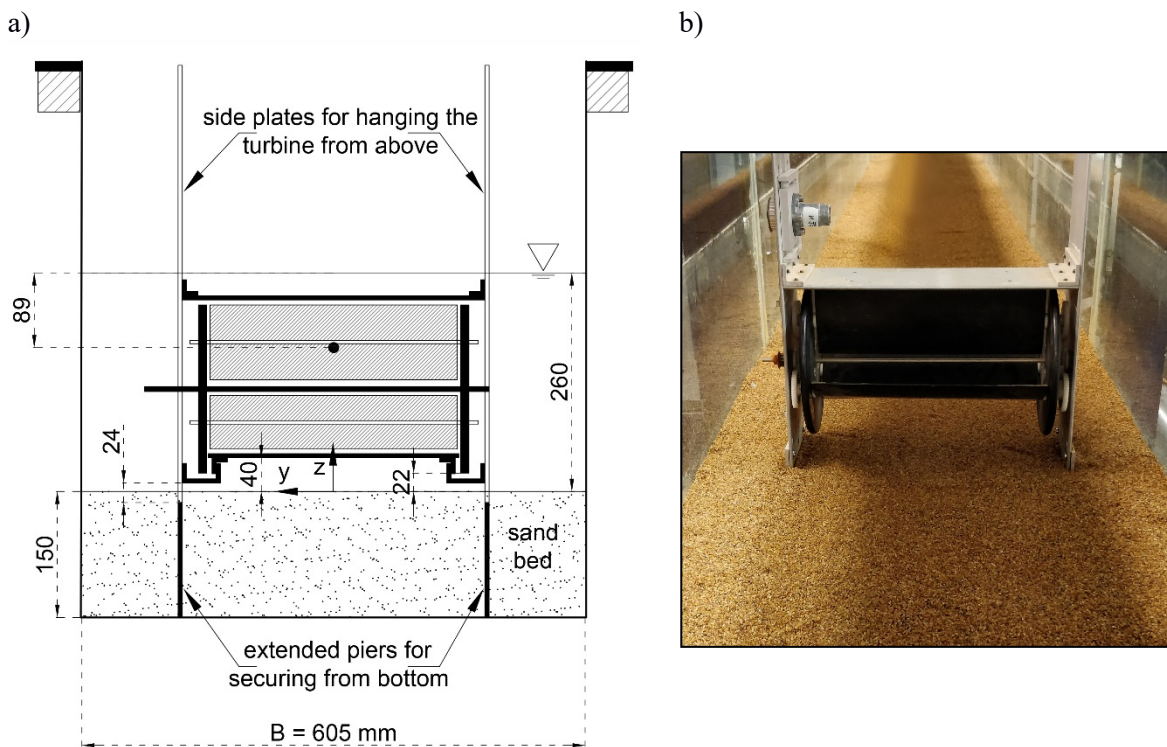 a)
b)
side plates for hanging the
turbine from above
89
260
24
40
y
z
22
150
sand
bed
extended piers for
securing from bottom
B = 605 mm